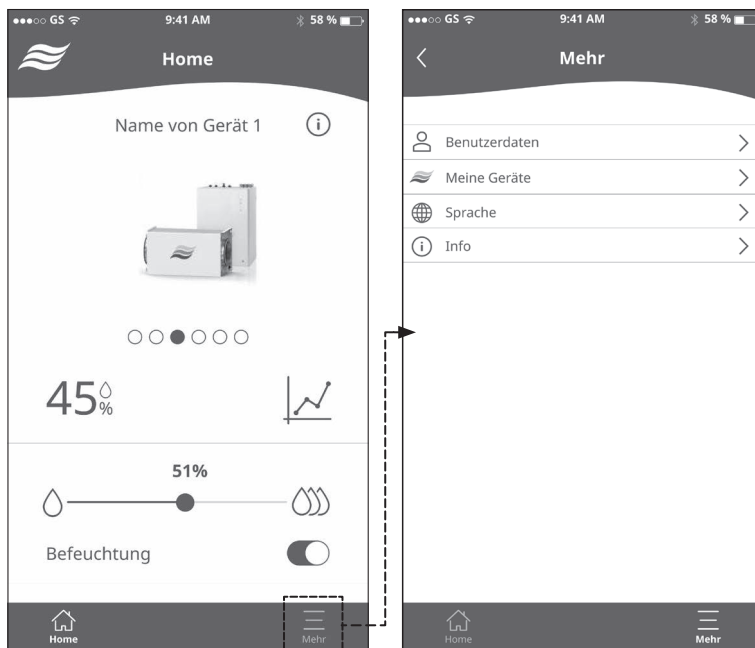 GS 9:41 AM 58 %
Home
Name von Gerät 1
45%
51%
Befeuchtung
Home Mehr
GS 9:41 AM 58 %
Mehr
Benutzerdaten
Meine Geräte
Sprache
Info
Home Mehr